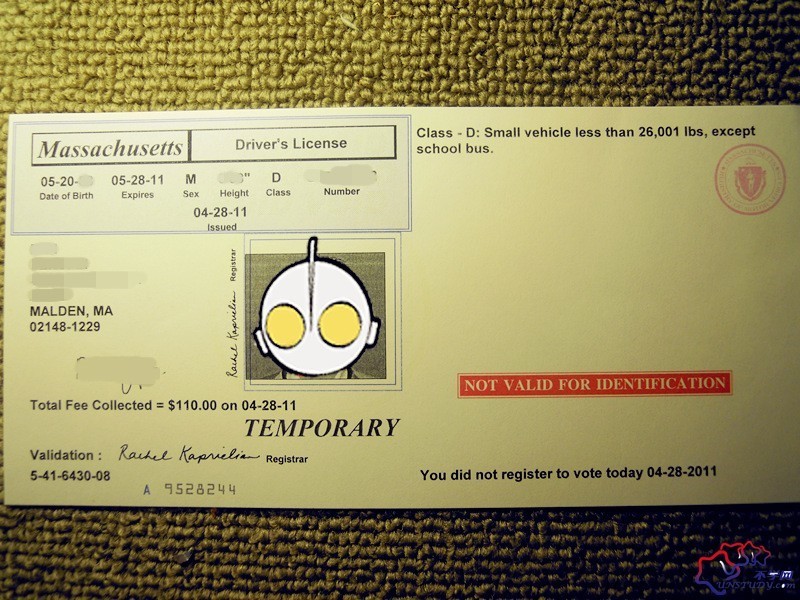 Massachusetts Driver's License
05-20- 05-28-11 M " D
Date of Birth Expires Sex Height Class Number
04-28-11
Issued
Registrar
Rachel Kaprielian
MALDEN, MA
02148-1229
Total Fee Collected = $110.00 on 04-28-11
TEMPORARY
Validation : Rachel Kaprielian Registrar
5-41-6430-08
A 9528244
Class - D: Small vehicle less than 26,001 lbs, except
school bus.
NOT VALID FOR IDENTIFICATION
You did not register to vote today 04-28-2011
UNSTUDY.com